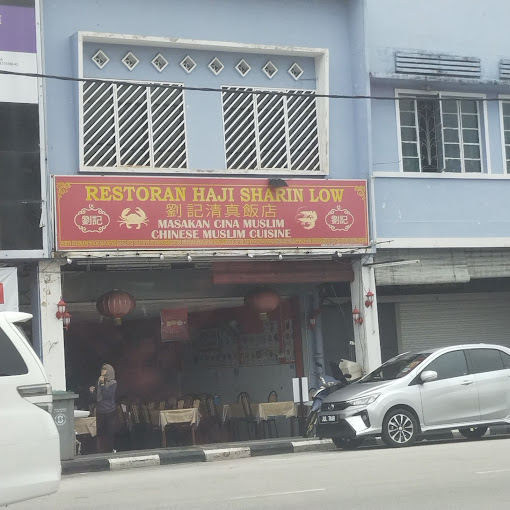 RESTORAN HAJI SHARIN LOW
劉記清真飯店
劉記
劉記
MASAKAN CINA MUSLIM
CHINESE MUSLIM CUISINE